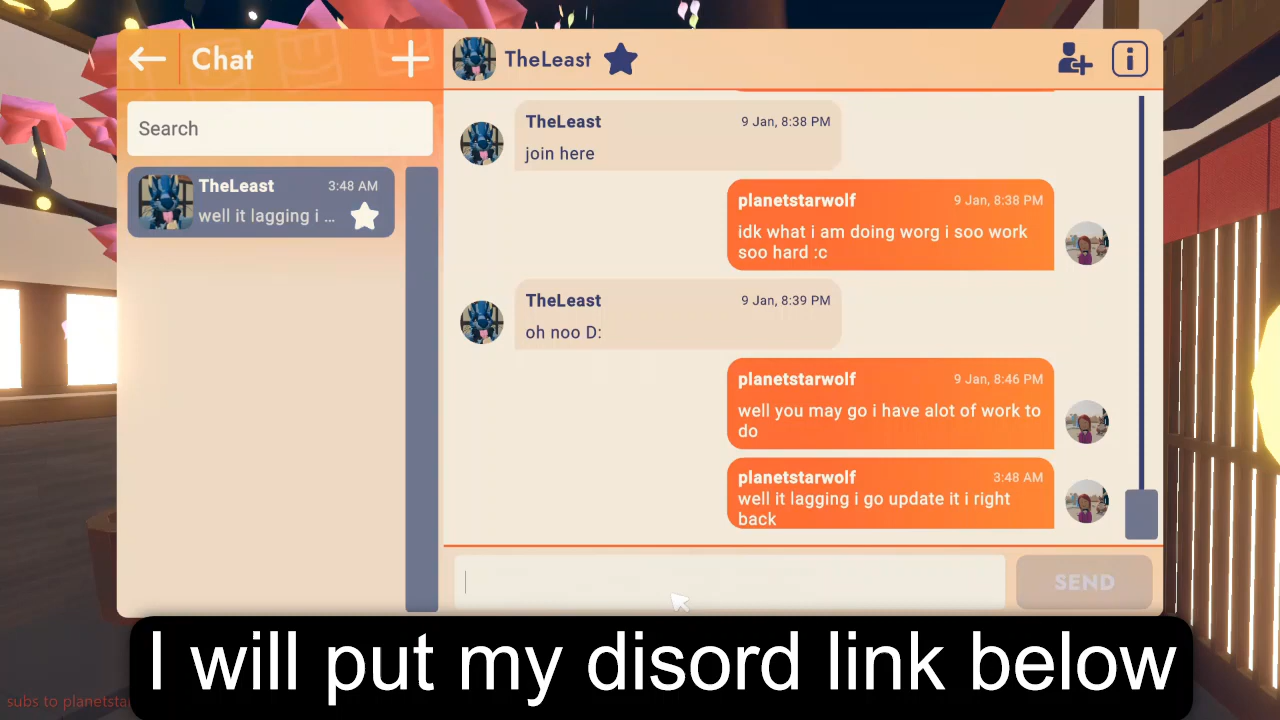 Chat
Search
TheLeast 3:48 AM
well it lagging i ...
TheLeast
TheLeast 9 Jan, 8:38 PM
join here
planetstarwolf 9 Jan, 8:38 PM
idk what i am doing worg i soo work
soo hard :c
TheLeast 9 Jan, 8:39 PM
oh noo D:
planetstarwolf 9 Jan, 8:46 PM
well you may go i have alot of work to
do
planetstarwolf 3:48 AM
well it lagging i go update it i right
back
SEND
I will put my disord link below
subs to planetstar